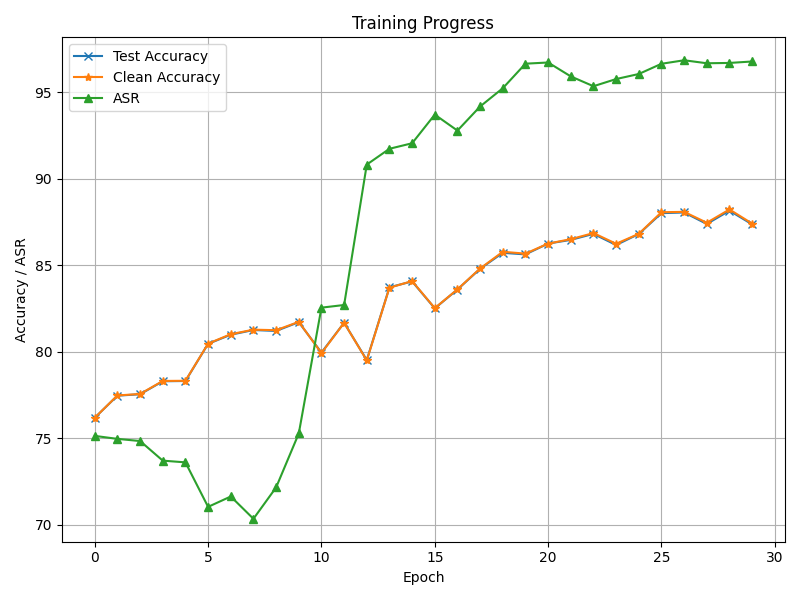 Training Progress
Test Accuracy
Clean Accuracy
ASR
Accuracy / ASR
95
90
85
80
75
70
0 5 10 15 20 25 30
Epoch